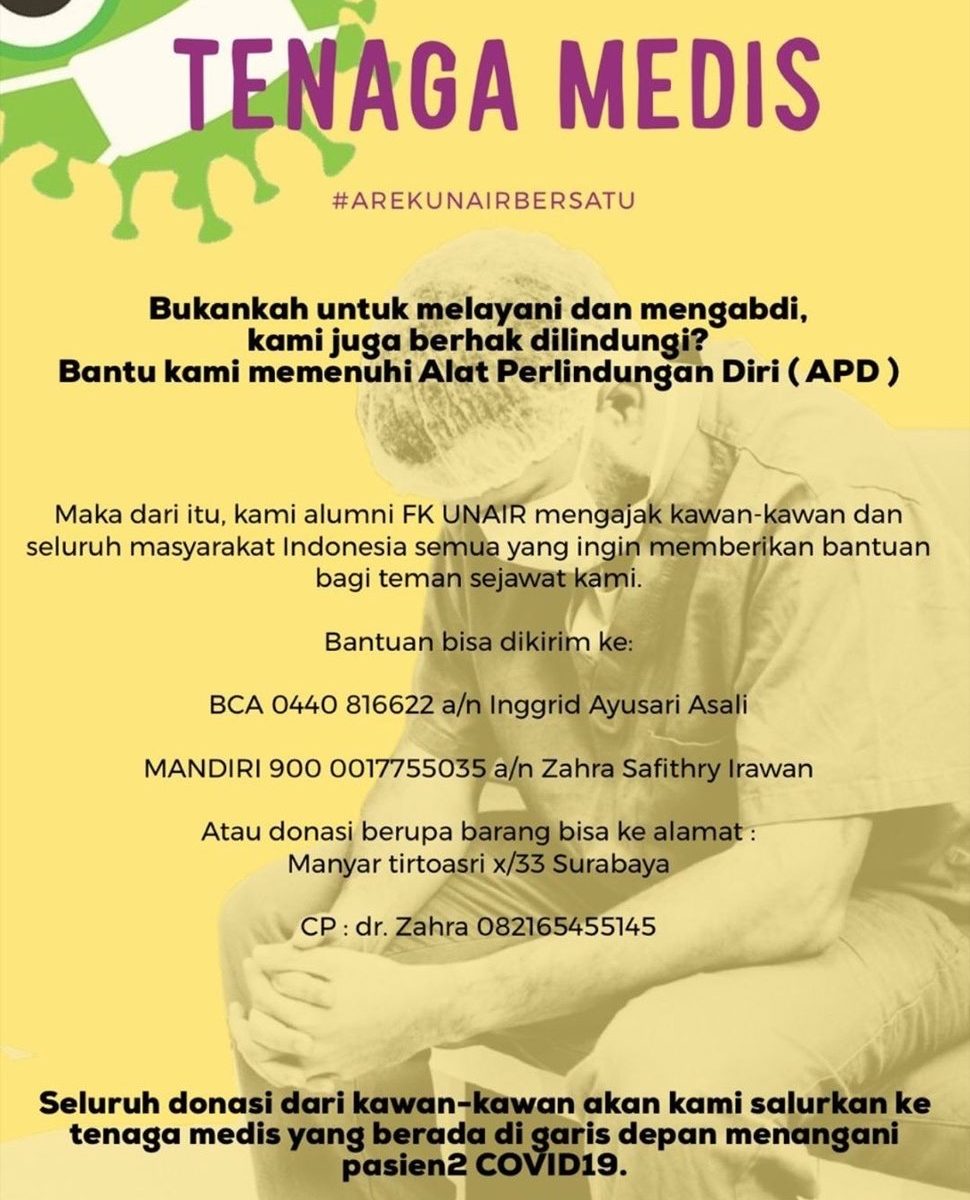 TENAGA MEDIS
#AREKUNAIRBERSATU
Bukankah untuk melayani dan mengabdi,
kami juga berhak dilindungi?
Bantu kami memenuhi Alat Perlindungan Diri ( APD )
Maka dari itu, kami alumni FK UNAIR mengajak kawan-kawan dan
seluruh masyarakat Indonesia semua yang ingin memberikan bantuan
bagi teman sejawat kami.
Bantuan bisa dikirim ke:
BCA 0440 816622 a/n Inggrid Ayusari Asali
MANDIRI 900 0017755035 a/n Zahra Safithry Irawan
Atau donasi berupa barang bisa ke alamat :
Manyar tirtoasri x/33 Surabaya
CP : dr. Zahra 082165455145
Seluruh donasi dari kawan-kawan akan kami salurkan ke
tenaga medis yang berada di garis depan menangani
pasien2 COVID19.